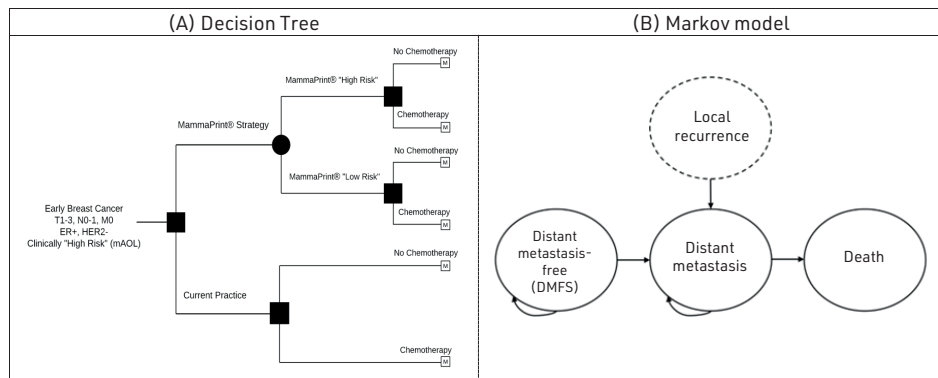 (A) Decision Tree
(B) Markov model
No Chemotherapy
M
MammaPrint® "High Risk"
Chemotherapy
M
MammaPrint® Strategy
No Chemotherapy
M
MammaPrint® "Low Risk"
Chemotherapy
M
Early Breast Cancer
T1-3, N0-1, M0
ER+, HER2-
Clinically "High Risk" (mAOL)
No Chemotherapy
M
Current Practice
Chemotherapy
M
Local
recurrence
Distant
metastasis-
free
(DMFS)
Distant
metastasis
Death